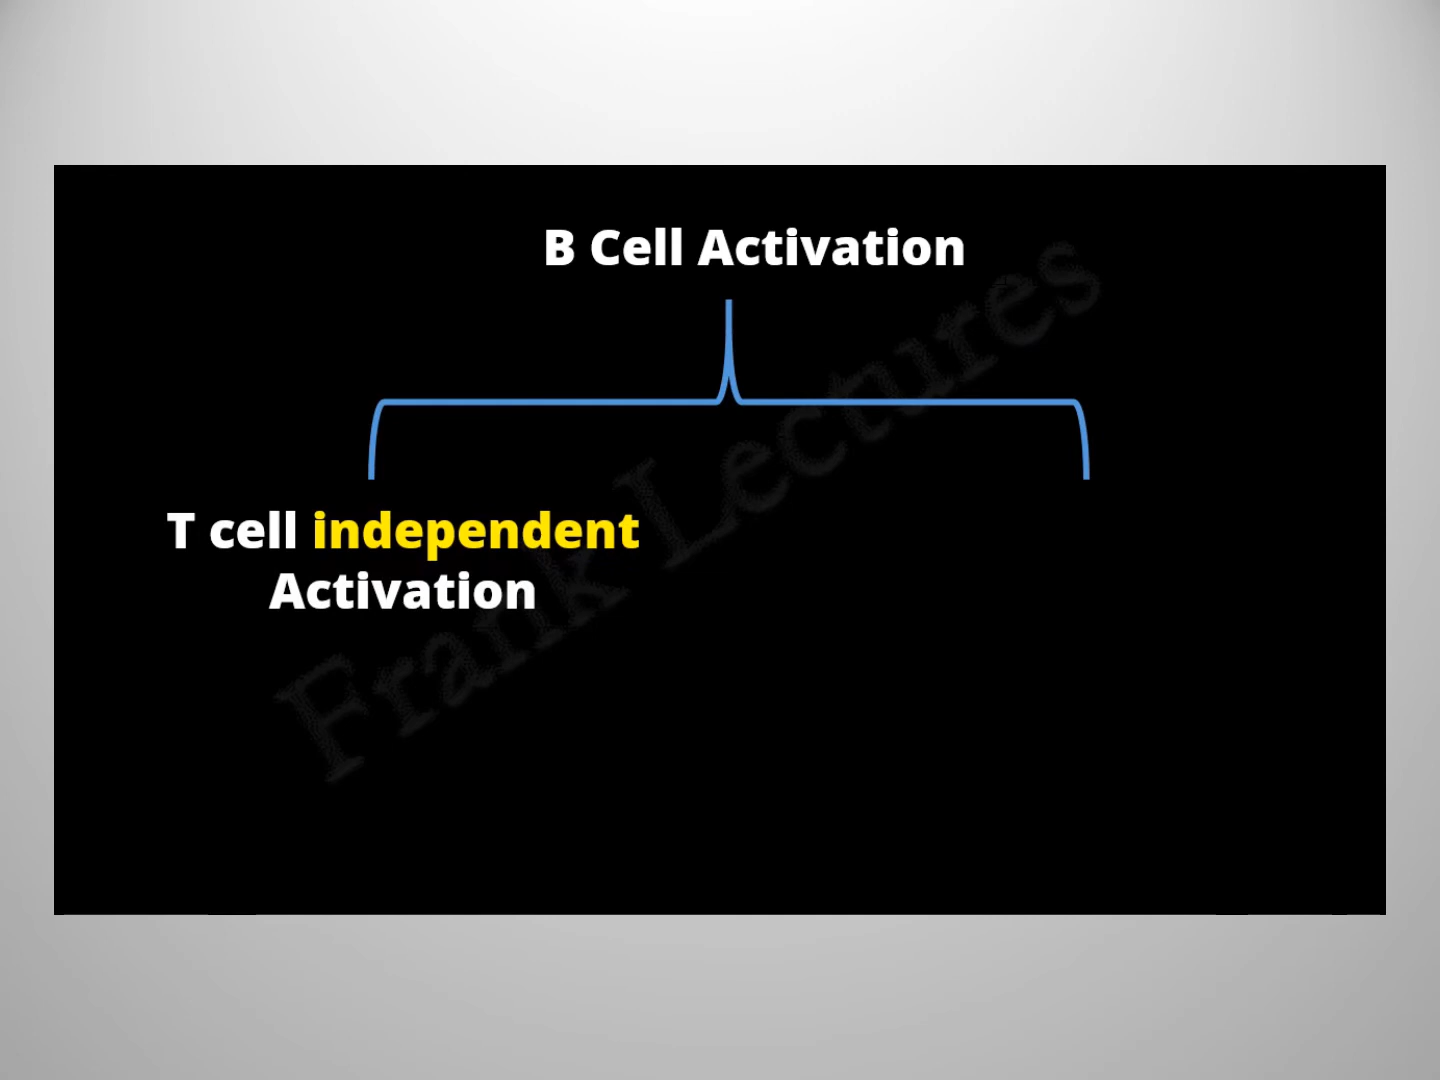 B Cell Activation
T cell independent
Activation
Frank Lectures